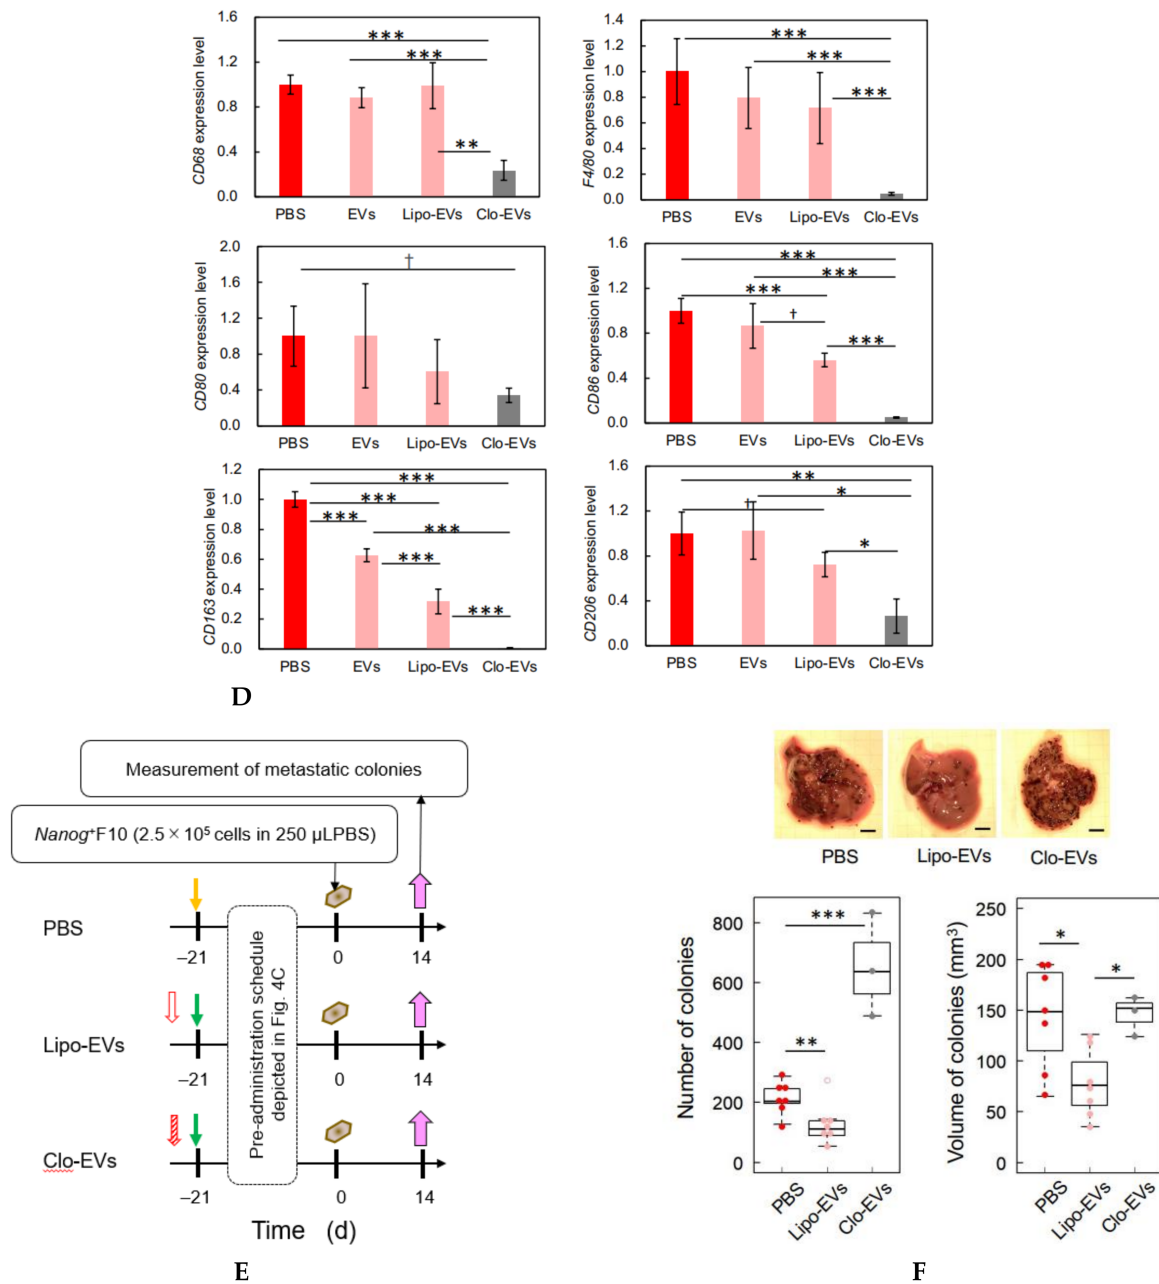 CD68 expression level
1.6
1.2
0.8
0.4
0.0
***
***
**
PBS EVs Lipo-EVs Clo-EVs
F4/80 expression level
1.4
1.2
1.0
0.8
0.6
0.4
0.2
0.0
***
***
***
PBS EVs Lipo-EVs Clo-EVs
CD80 expression level
2.0
1.6
1.2
0.8
0.4
0.0
†
PBS EVs Lipo-EVs Clo-EVs
CD86 expression level
1.6
1.2
0.8
0.4
0.0
***
***
***
†
***
PBS EVs Lipo-EVs Clo-EVs
CD163 expression level
1.2
1.0
0.8
0.6
0.4
0.2
0.0
***
***
***
***
***
***
PBS EVs Lipo-EVs Clo-EVs
CD206 expression level
1.6
1.2
0.8
0.4
0.0
**
*
†
*
PBS EVs Lipo-EVs Clo-EVs
D
Measurement of metastatic colonies
Nanog⁺F10 (2.5 × 10⁵ cells in 250 μLPBS)
PBS
–21 0 14
Lipo-EVs
–21 0 14
Clo-EVs
–21 0 14
Pre-administration schedule
depicted in Fig. 4C
Time (d)
E
PBS Lipo-EVs Clo-EVs
Number of colonies
800
600
400
200
0
***
**
PBS
Lipo-EVs
Clo-EVs
Volume of colonies (mm³)
250
200
150
100
50
0
*
*
PBS
Lipo-EVs
Clo-EVs
F